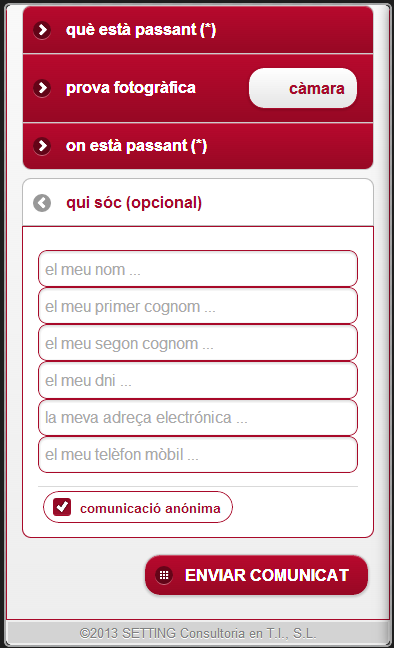 què està passant (*)
prova fotogràfica càmara
on està passant (*)
qui sóc (opcional)
el meu nom ...
el meu primer cognom ...
el meu segon cognom ...
el meu dni ...
la meva adreça electrónica ...
el meu telèfon mòbil ...
comunicació anónima
ENVIAR COMUNICAT
©2013 SETTING Consultoria en T.I., S.L.